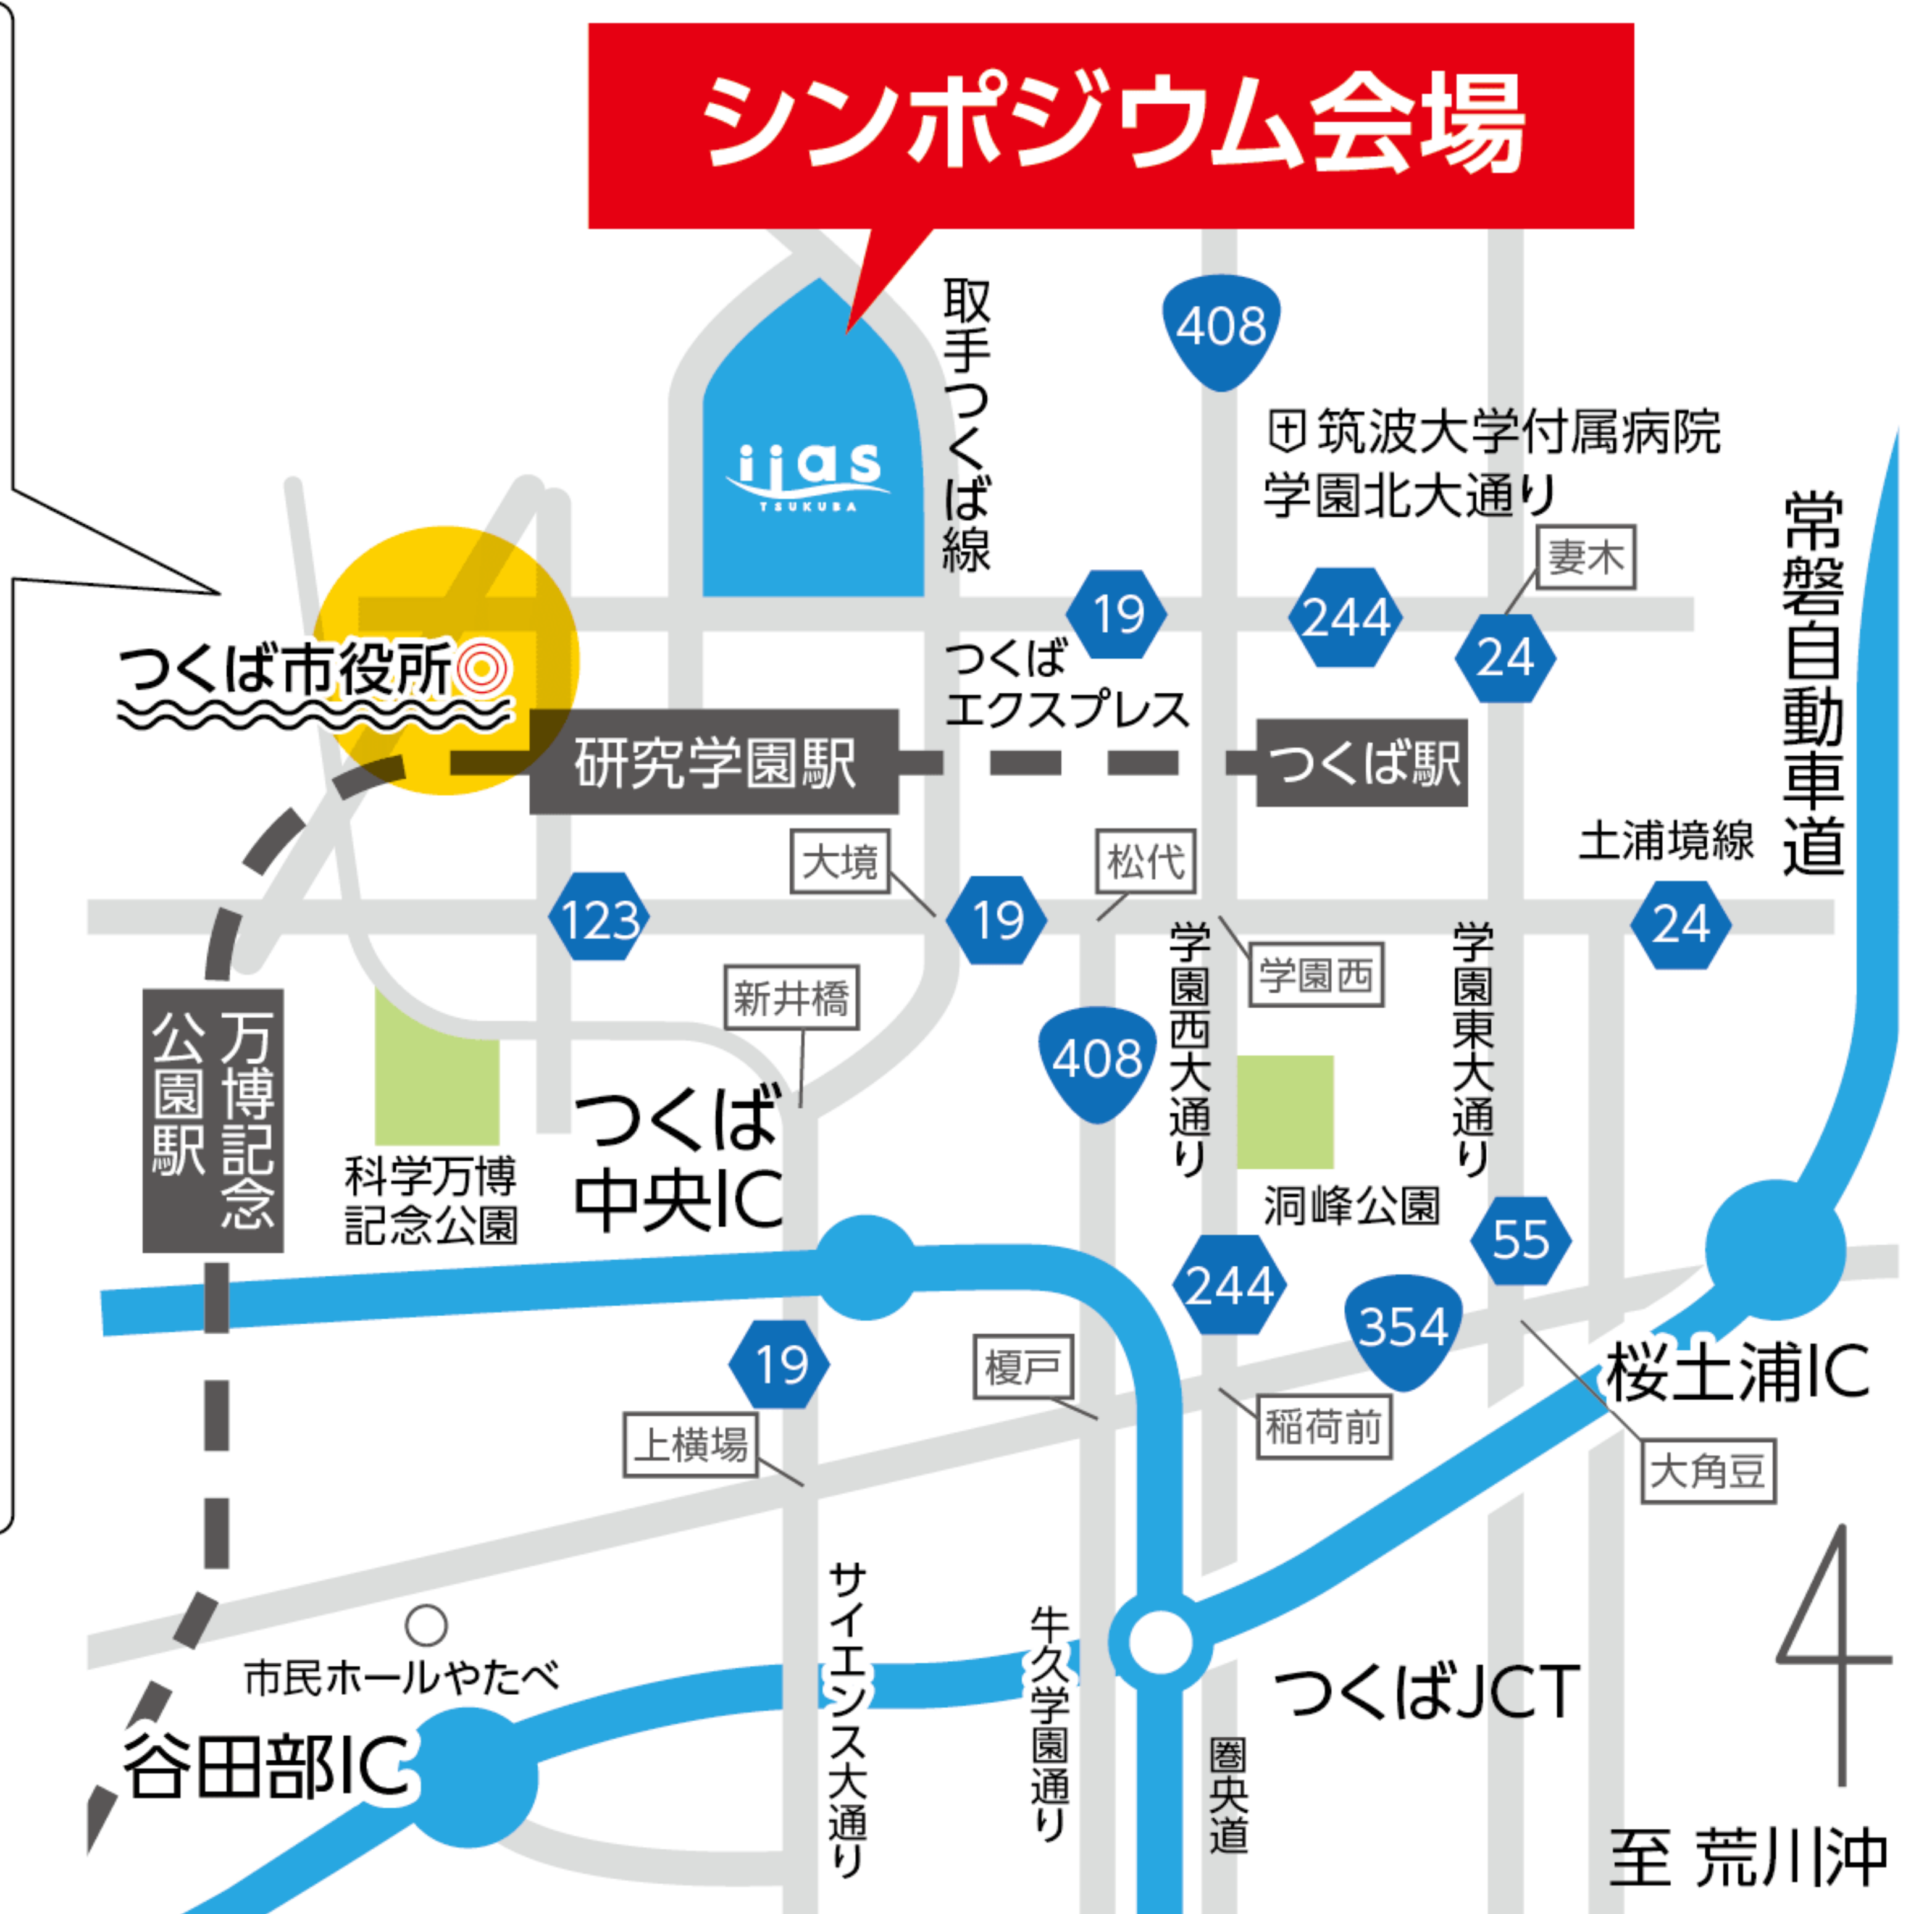 シンポジウム会場
取手つくば線
408
筑波大学付属病院
学園北大通り
常磐自動車道
ijas
TSUKUBA
妻木
19
244
24
つくば市役所
つくば
エクスプレス
研究学園駅
つくば駅
土浦境線
大境
松代
123
19
24
学園西大通り
学園東大通り
学園西
新井橋
408
万博記念
公園駅
つくば
中央IC
科学万博
記念公園
洞峰公園
55
244
354
19
榎戸
桜土浦IC
稲荷前
上横場
大角豆
サイエンス大通り
牛久学園通り
市民ホールやたべ
つくばJCT
谷田部IC
圏央道
至 荒川沖